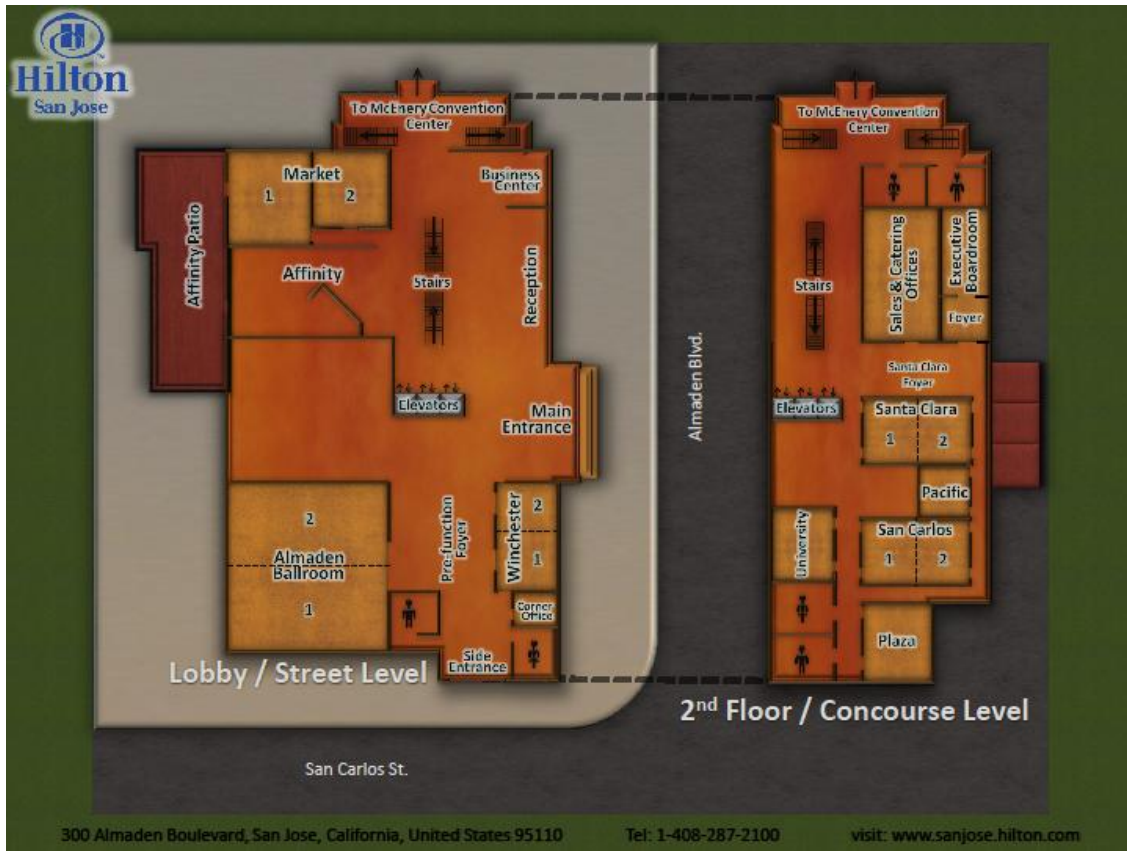 Hilton
San Jose
To McEnery Convention
Center
Market
1
2
Business
Center
Affinity Patio
Affinity
Stairs
Reception
Elevators
Main
Entrance
Pre-function
Foyer
2
Almaden
Ballroom
1
Winchester
2
1
Corner
Office
Side
Entrance
Lobby / Street Level
San Carlos St.
Almaden Blvd.
To McEnery Convention
Center
Stairs
Sales & Catering
Offices
Executive
Boardroom
Foyer
Santa Clara
Foyer
Elevators
Santa Clara
1
2
Pacific
University
San Carlos
1
2
Plaza
2nd Floor / Concourse Level
300 Almaden Boulevard, San Jose, California, United States 95110 Tel: 1-408-287-2100 visit: www.sanjose.hilton.com